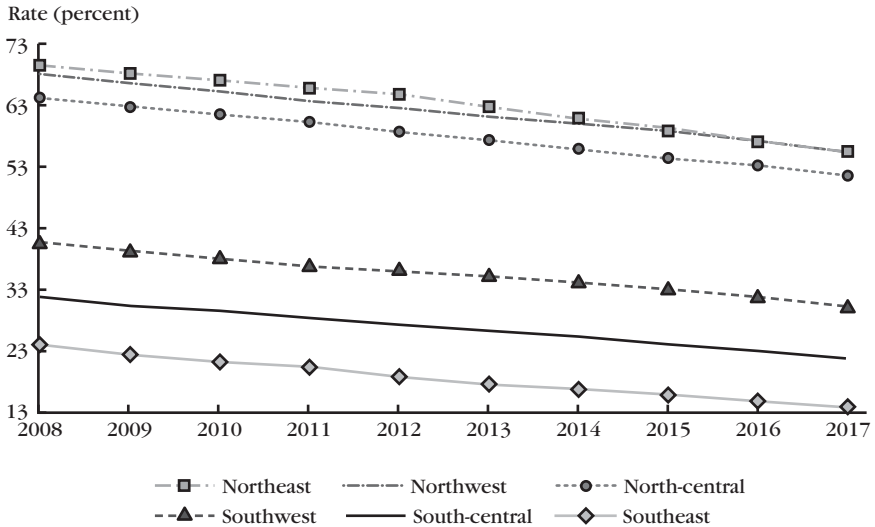 Rate (percent)
73
63
53
43
33
23
13
2008 2009 2010 2011 2012 2013 2014 2015 2016 2017
Northeast Northwest North-central
Southwest South-central Southeast